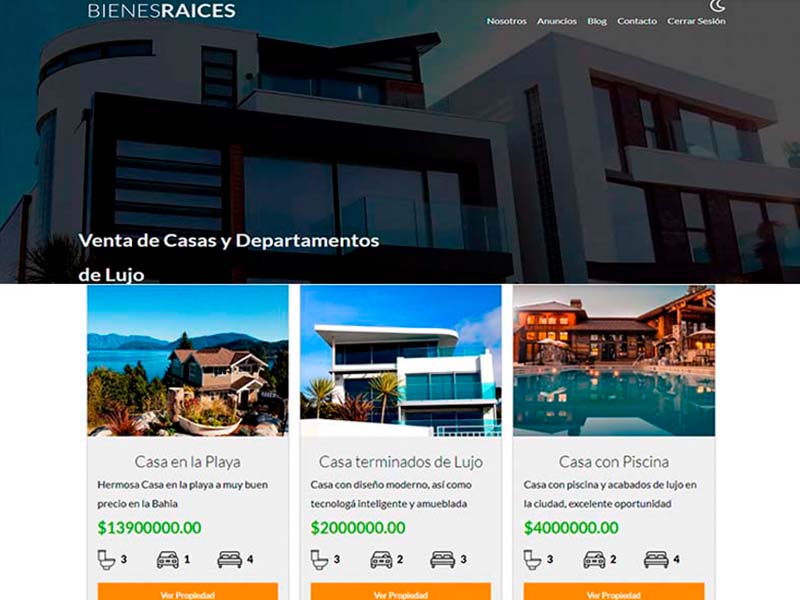 BIENESRAICES
Nosotros Anuncios Blog Contacto Cerrar Sesión
Venta de Casas y Departamentos
de Lujo
Casa en la Playa
Hermosa Casa en la playa a muy buen
precio en la Bahia
$13900000.00
3 1 4
Ver Propiedad
Casa terminados de Lujo
Casa con diseño moderno, así como
tecnologá inteligente y amueblada
$2000000.00
3 2 3
Ver Propiedad
Casa con Piscina
Casa con piscina y acabados de lujo en
la ciudad, excelente oportunidad
$4000000.00
3 2 4
Ver Propiedad